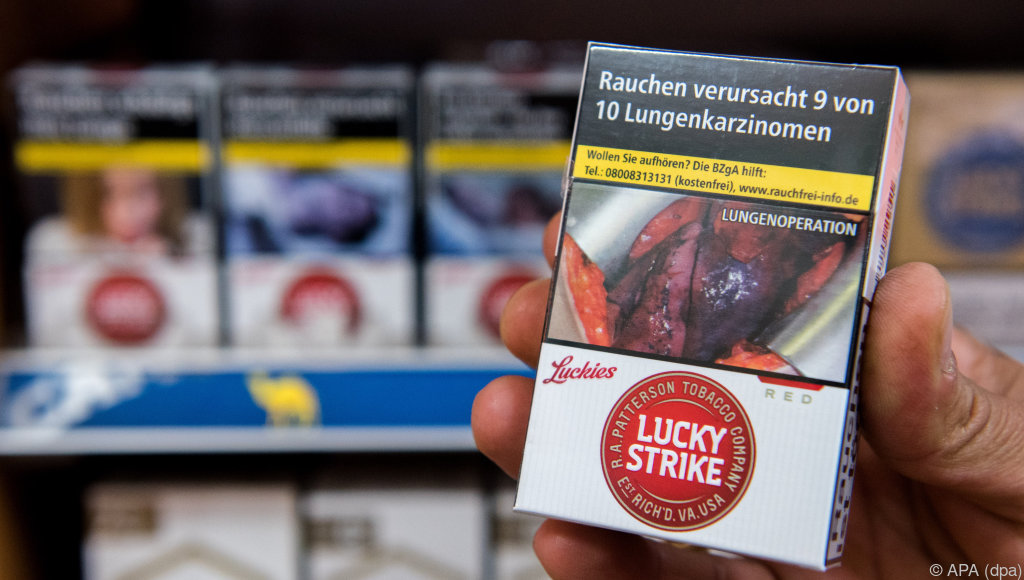 Rauchen verursacht 9 von
10 Lungenkarzinomen
Wollen Sie aufhören? Die BZgA hilft:
Tel.: 08008313131 (kostenfrei), www.rauchfrei-info.de
LUNGENOPERATION
Luckies
RED
R.A.PATTERSON TOBACCO COMPANY
LUCKY
STRIKE
EST. RICH'D. VA. USA
© APA (dpa)